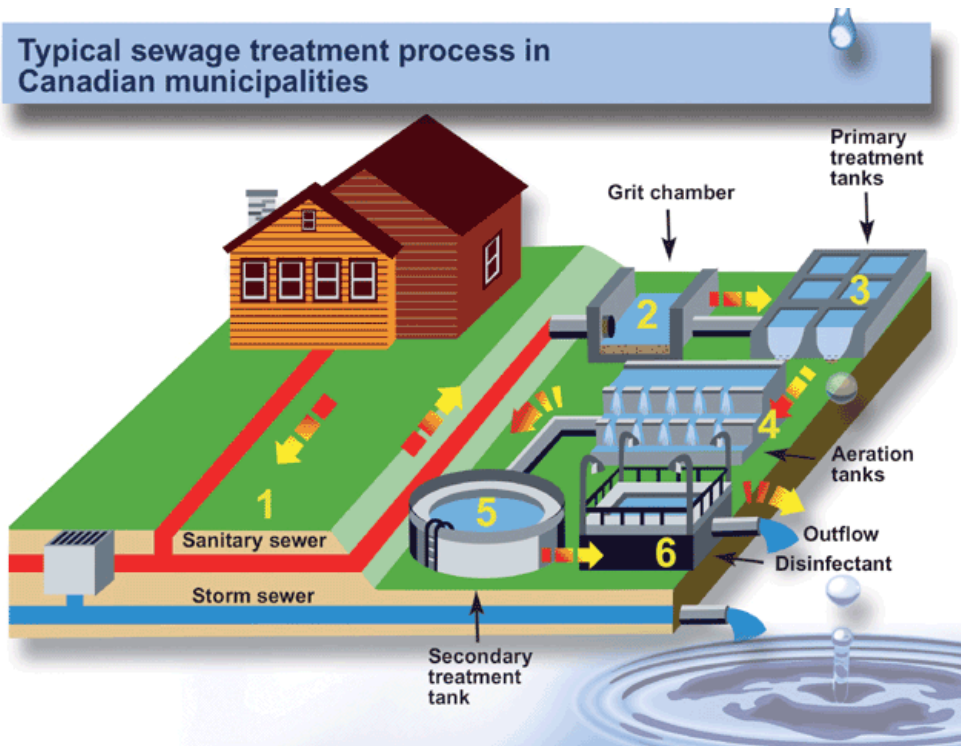 Typical sewage treatment process in
Canadian municipalities
Primary
treatment
tanks
Grit chamber
2
3
4
Aeration
tanks
1
5
Outflow
6
Disinfectant
Sanitary sewer
Storm sewer
Secondary
treatment
tank